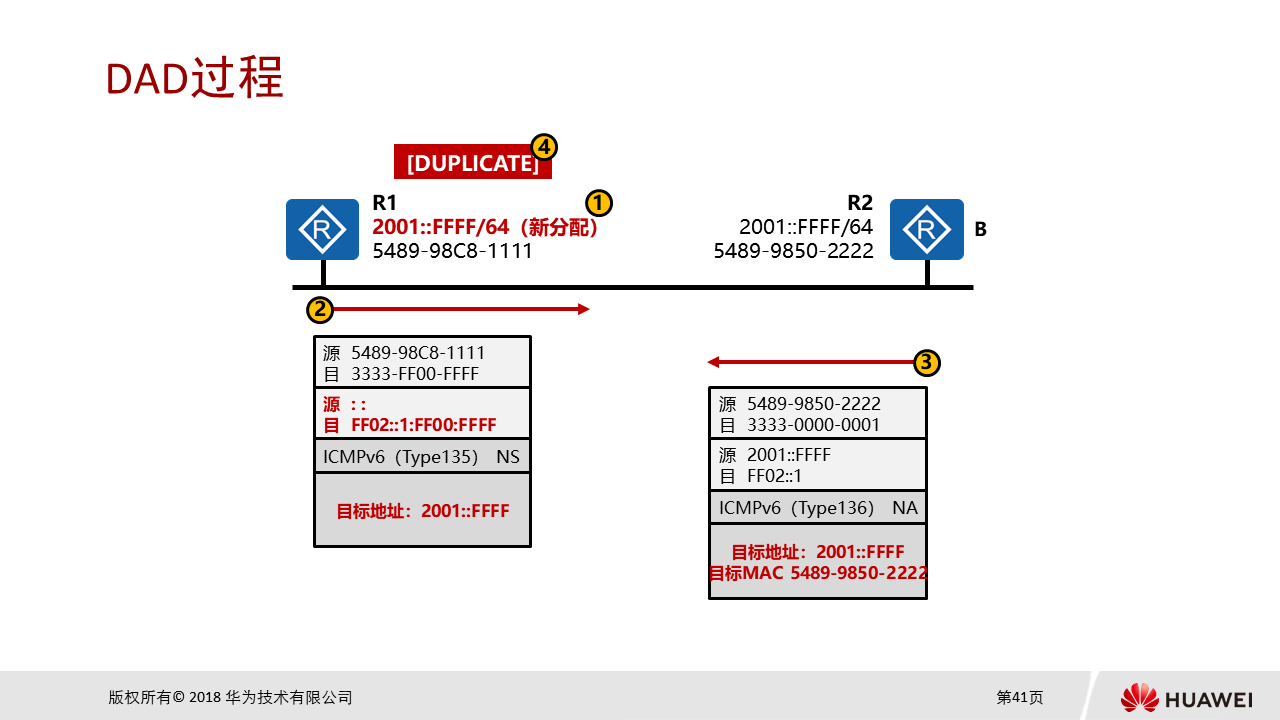 DAD过程
[DUPLICATE]
4
R1
1
2001::FFFF/64（新分配）
5489-98C8-1111
R
R2
2001::FFFF/64
5489-9850-2222
R
B
2
源 5489-98C8-1111
目 3333-FF00-FFFF
源 : :
目 FF02::1:FF00:FFFF
ICMPv6（Type135） NS
目标地址：2001::FFFF
3
源 5489-9850-2222
目 3333-0000-0001
源 2001::FFFF
目 FF02::1
ICMPv6（Type136） NA
目标地址：2001::FFFF
目标MAC 5489-9850-2222
版权所有© 2018 华为技术有限公司
第41页
HUAWEI